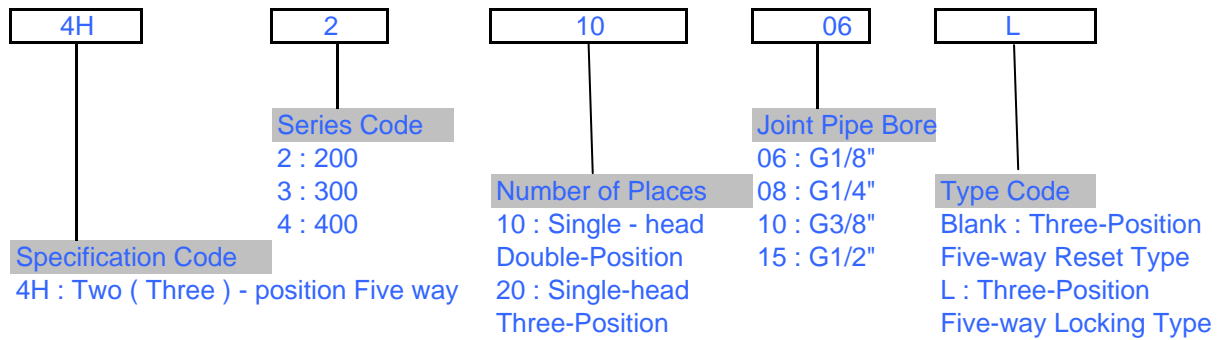 4H 2 10 06 L
Series Code
2 : 200
3 : 300
4 : 400
Specification Code
4H : Two ( Three ) - position Five way
Number of Places
10 : Single - head
Double-Position
20 : Single-head
Three-Position
Joint Pipe Bore
06 : G1/8"
08 : G1/4"
10 : G3/8"
15 : G1/2"
Type Code
Blank : Three-Position
Five-way Reset Type
L : Three-Position
Five-way Locking Type